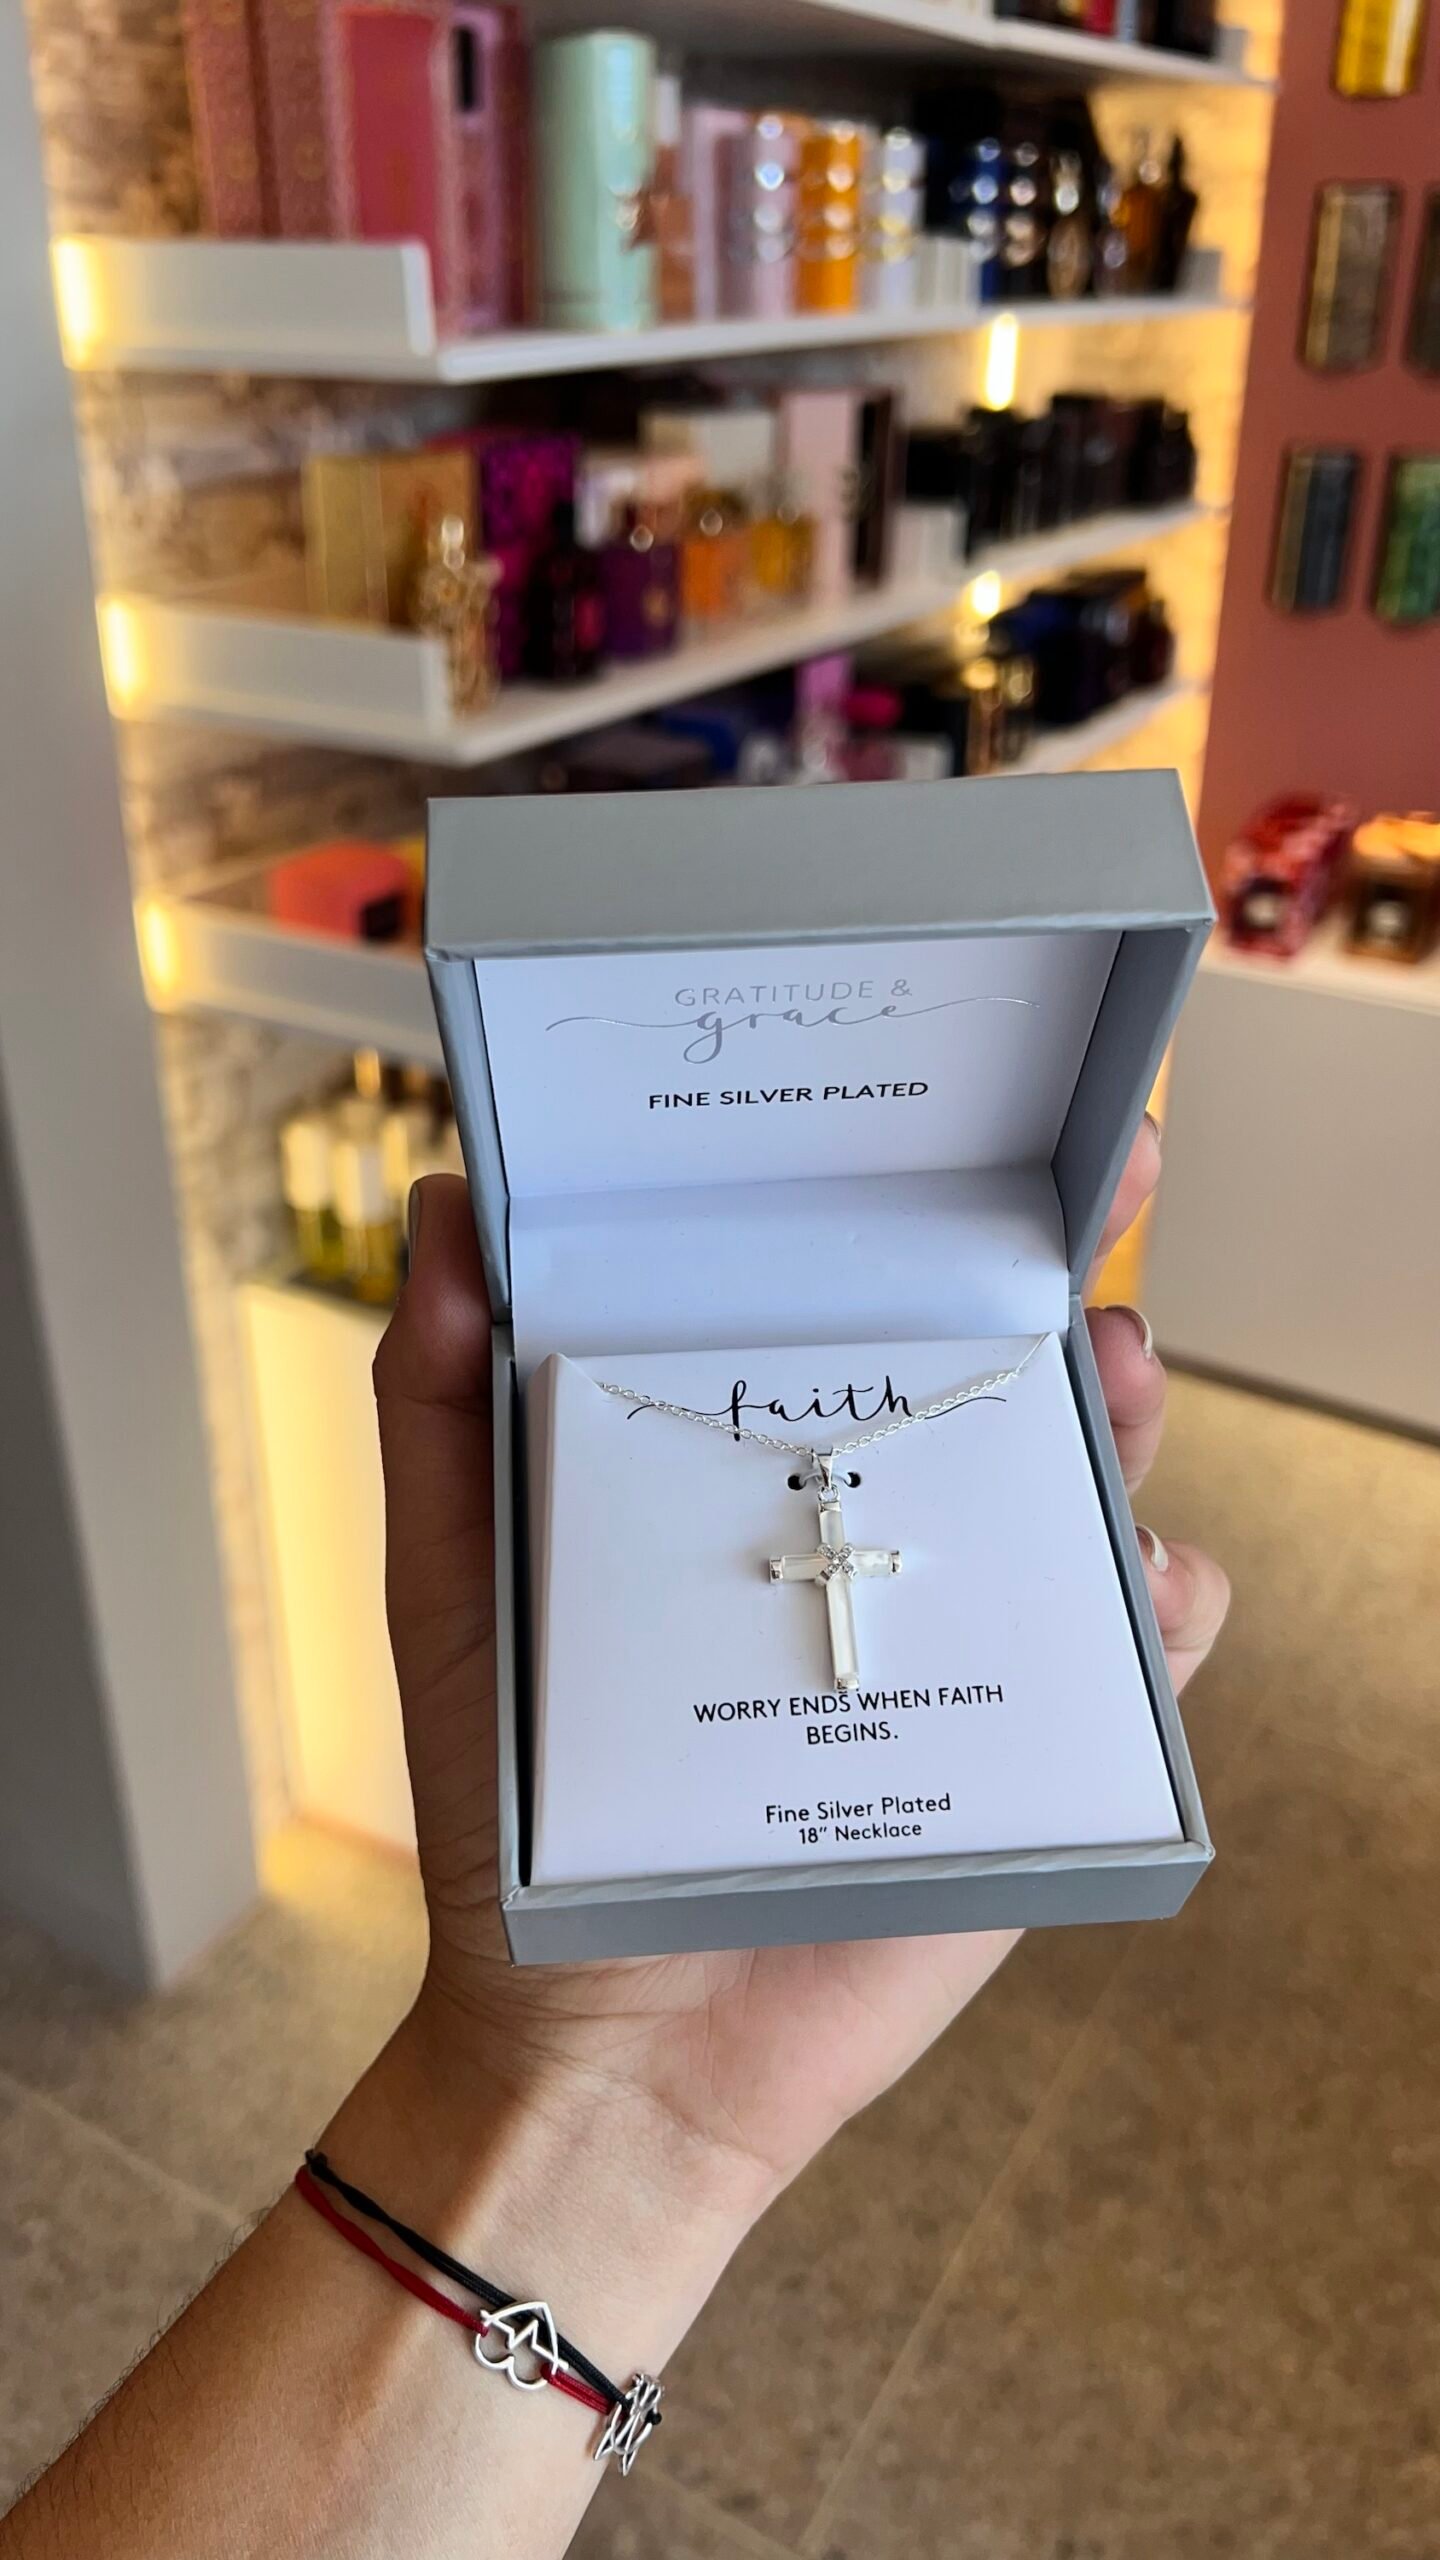 GRATITUDE &
grace
FINE SILVER PLATED
faith
WORRY ENDS WHEN FAITH
BEGINS.
Fine Silver Plated
18" Necklace